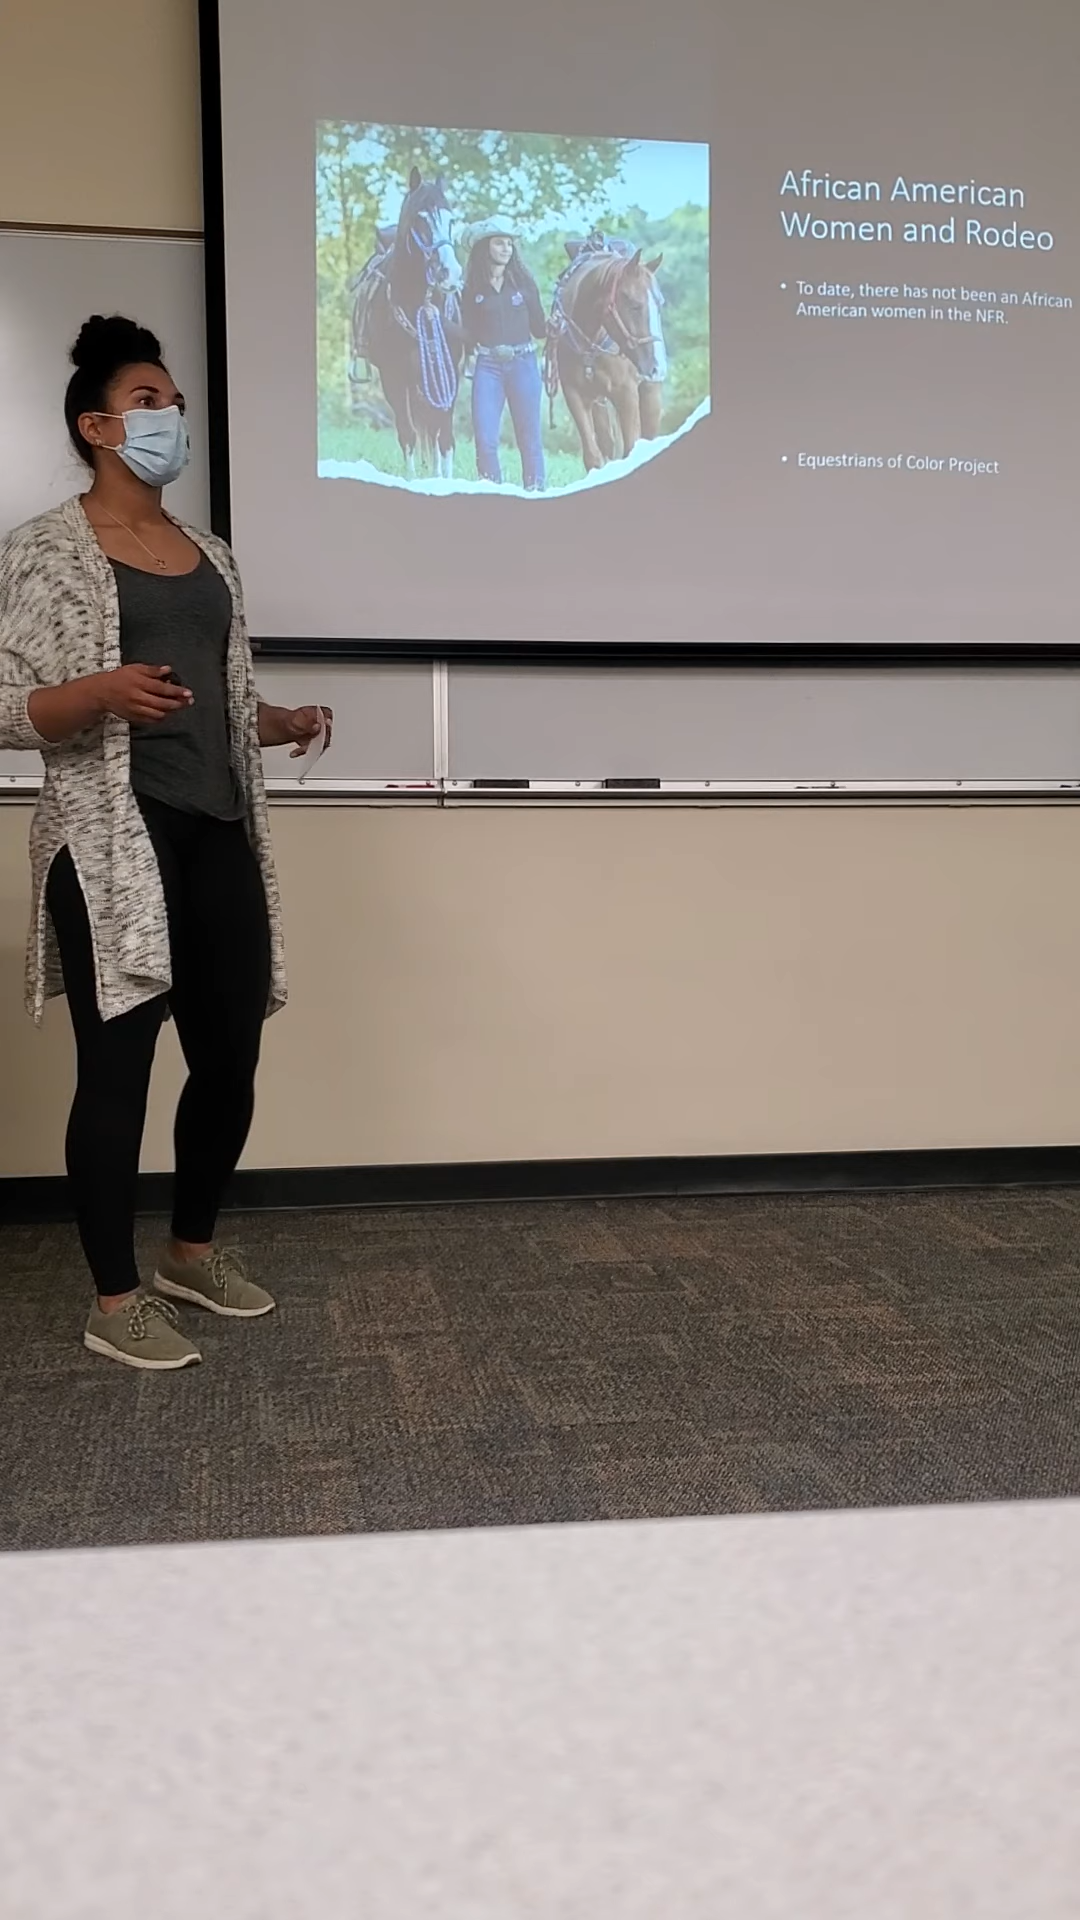 African American
Women and Rodeo
• To date, there has not been an African
American women in the NFR.
• Equestrians of Color Project